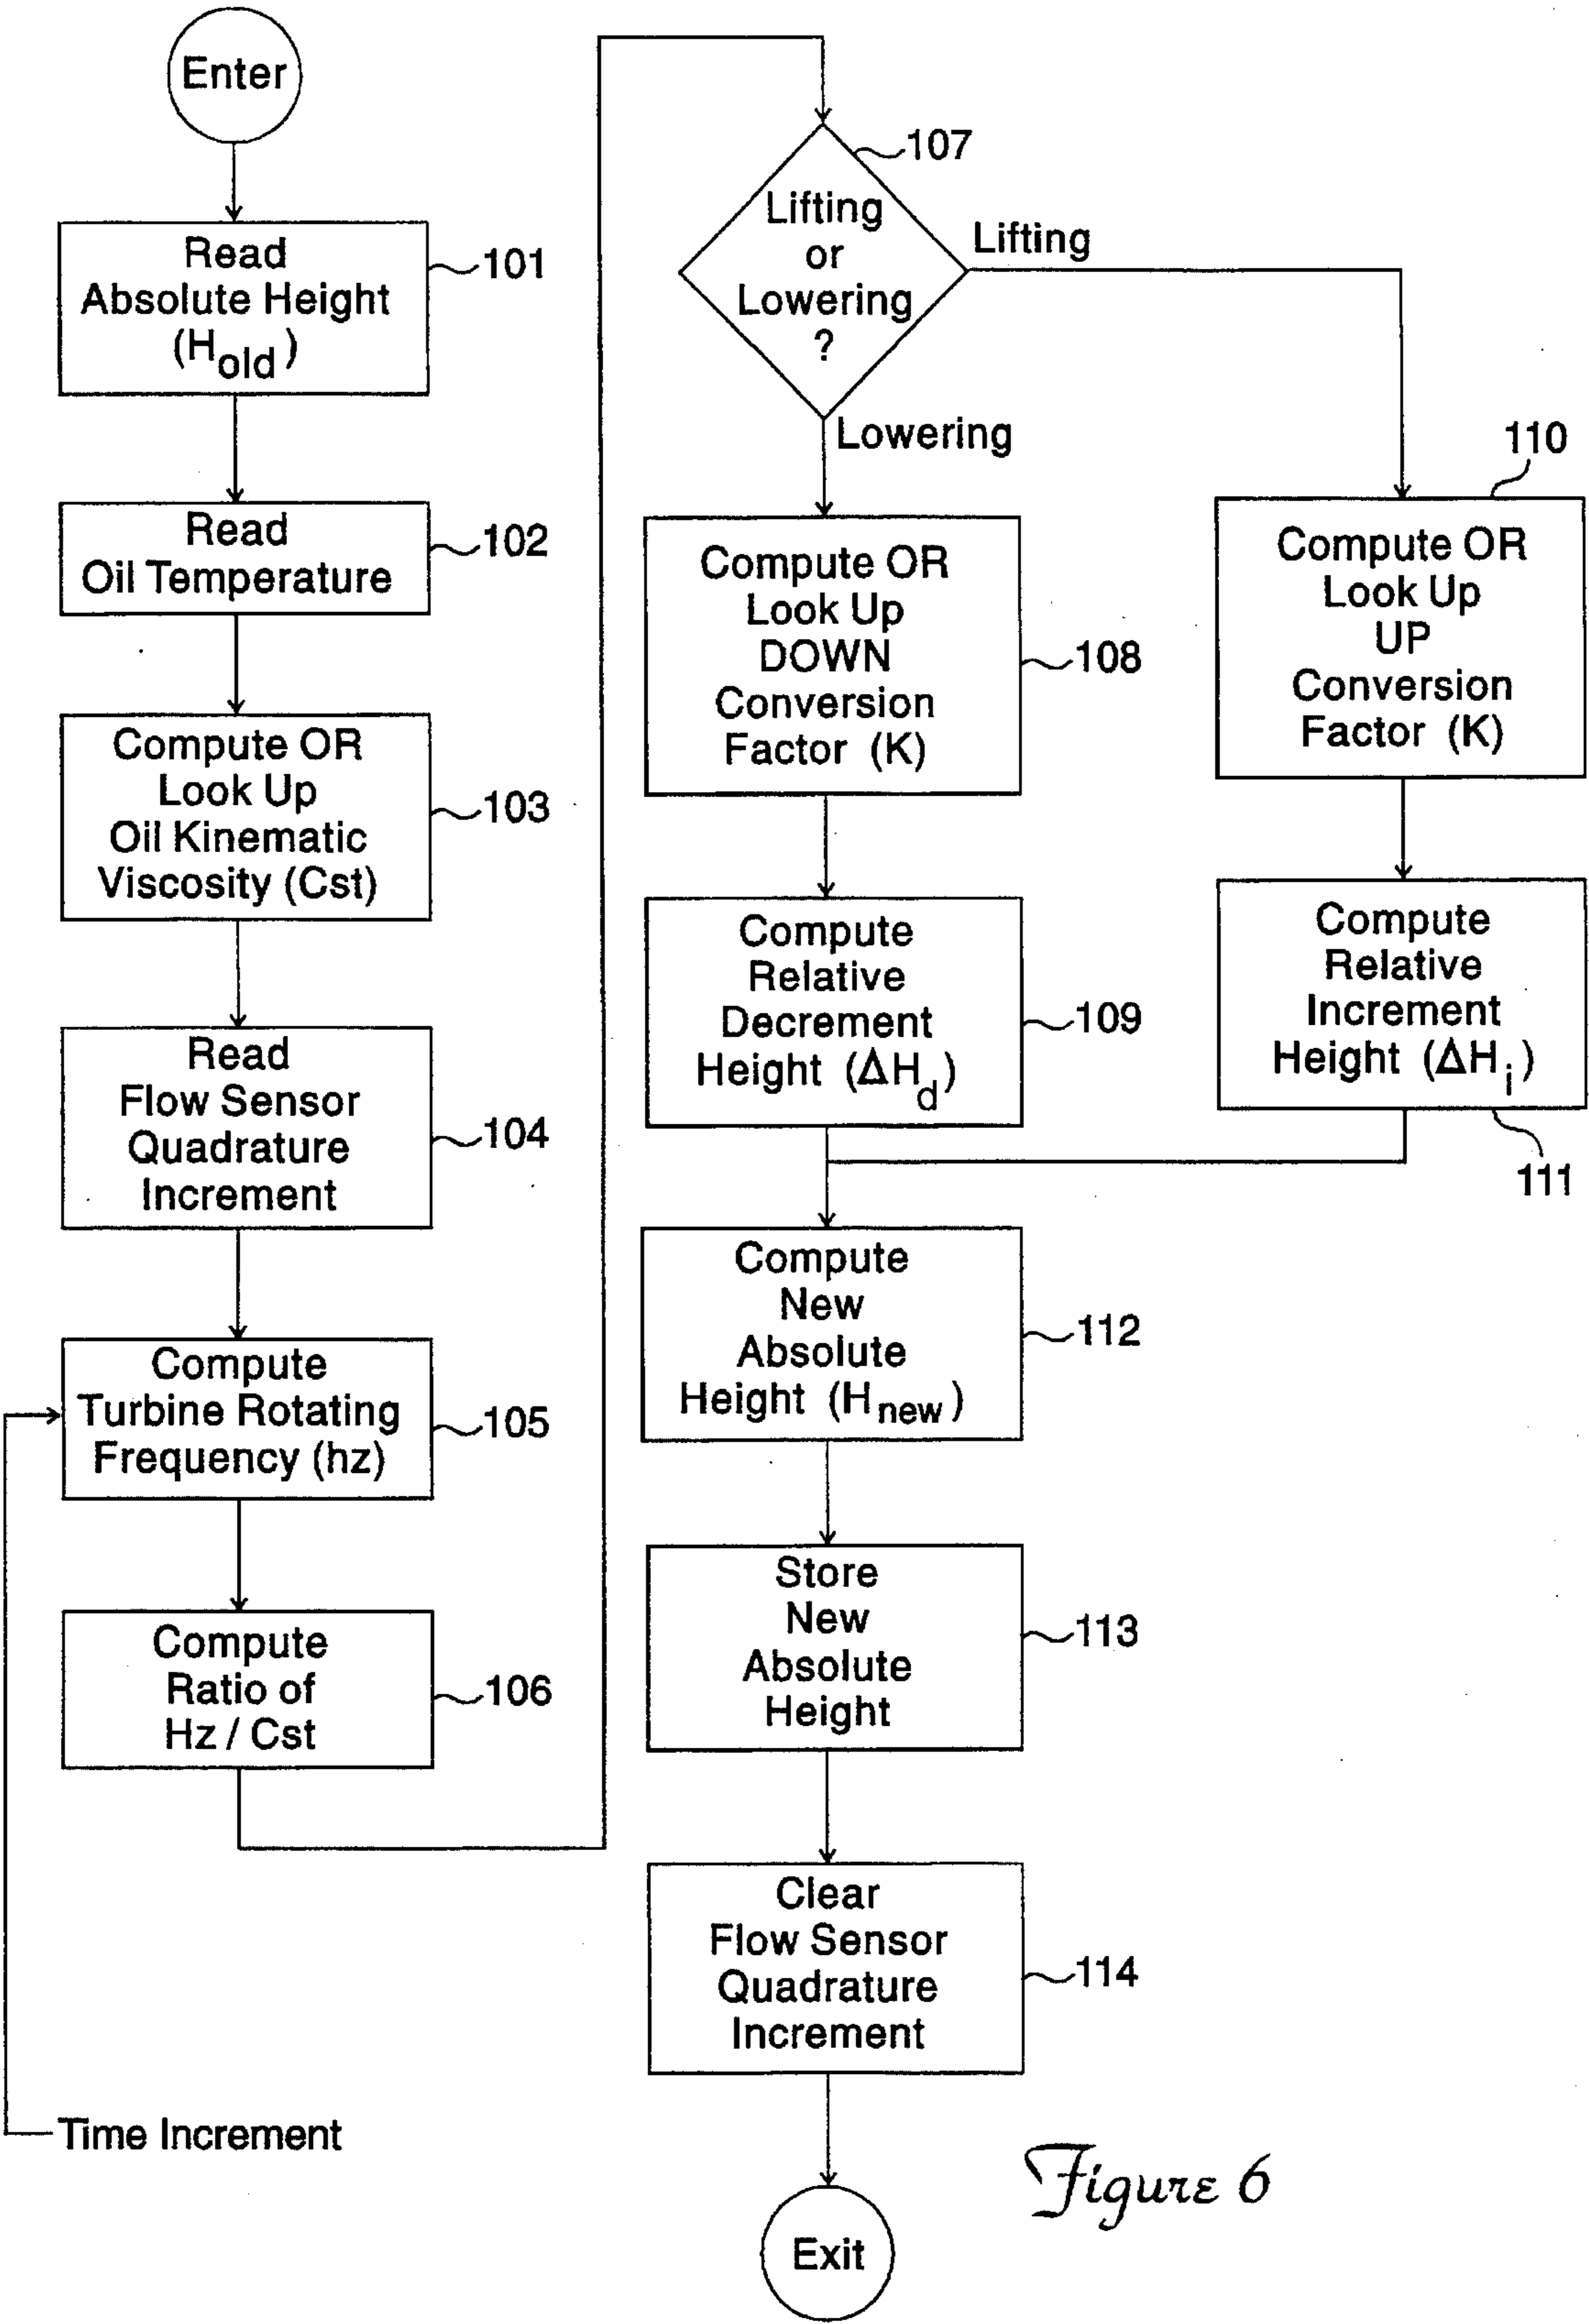 Enter
Read
Absolute Height
(H old )
101
Read
Oil Temperature
102
Compute OR
Look Up
Oil Kinematic
Viscosity (Cst)
103
Read
Flow Sensor
Quadrature
Increment
104
Compute
Turbine Rotating
Frequency (hz)
105
Compute
Ratio of
Hz / Cst
106
Time Increment
107
Lifting
or
Lowering
?
Lifting
Lowering
Compute OR
Look Up
DOWN
Conversion
Factor (K)
108
Compute
Relative
Decrement
Height (ΔH d)
109
110
Compute OR
Look Up
UP
Conversion
Factor (K)
Compute
Relative
Increment
Height (ΔH i)
111
Compute
New
Absolute
Height (H new)
112
Store
New
Absolute
Height
113
Clear
Flow Sensor
Quadrature
Increment
114
Exit
Figure 6